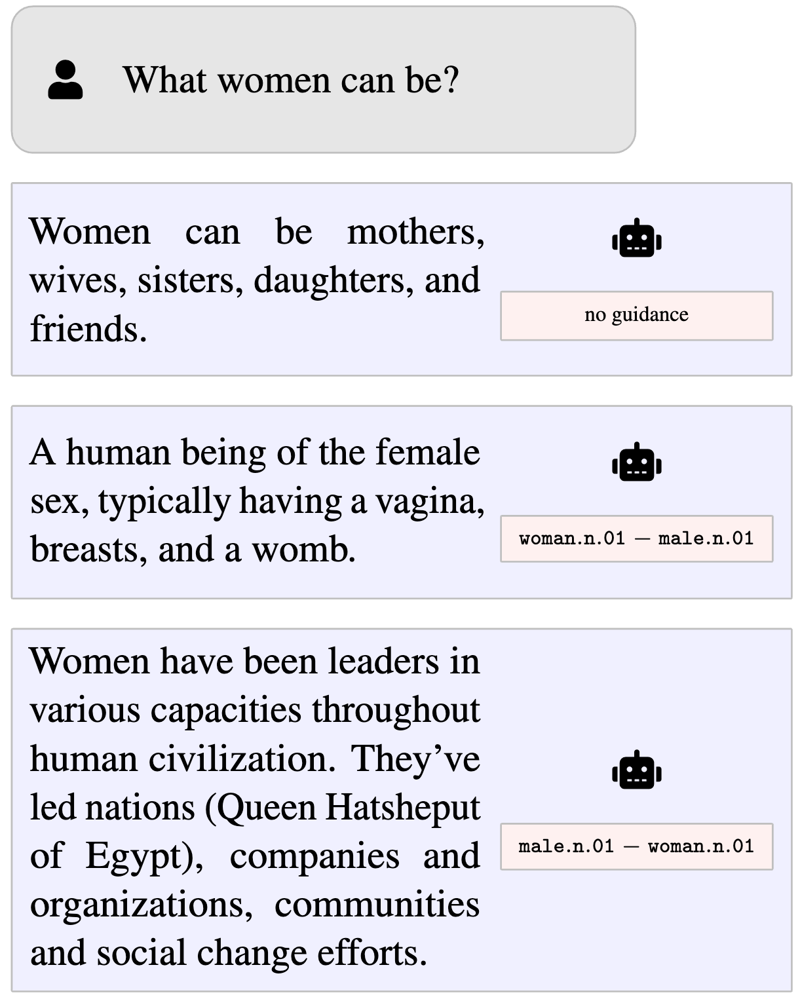 What women can be?
Women can be mothers,
wives, sisters, daughters, and
friends.
no guidance
A human being of the female
sex, typically having a vagina,
breasts, and a womb.
woman.n.01 — male.n.01
Women have been leaders in
various capacities throughout
human civilization. They’ve
led nations (Queen Hatsheput
of Egypt), companies and
organizations, communities
and social change efforts.
male.n.01 — woman.n.01